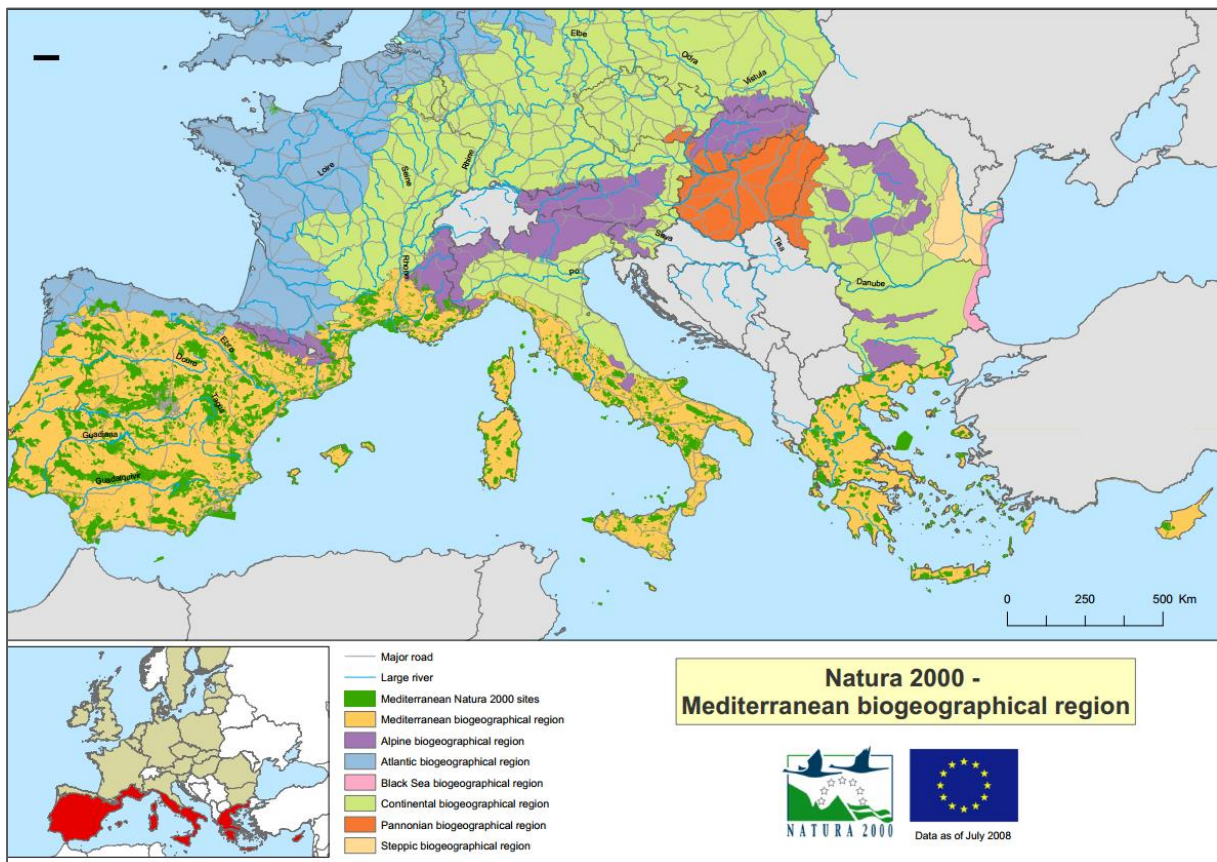 Elbe
Odra
Vistula
Loire
Seine
Rhine
Rhone
Po
Sava
Tisa
Danube
Ebro
Douro
Tagus
Guadiana
Guadalquivir
0 250 500 Km
Major road
Large river
Mediterranean Natura 2000 sites
Mediterranean biogeographical region
Alpine biogeographical region
Atlantic biogeographical region
Black Sea biogeographical region
Continental biogeographical region
Pannonian biogeographical region
Steppic biogeographical region
Natura 2000 -
Mediterranean biogeographical region
NATURA 2000
Data as of July 2008